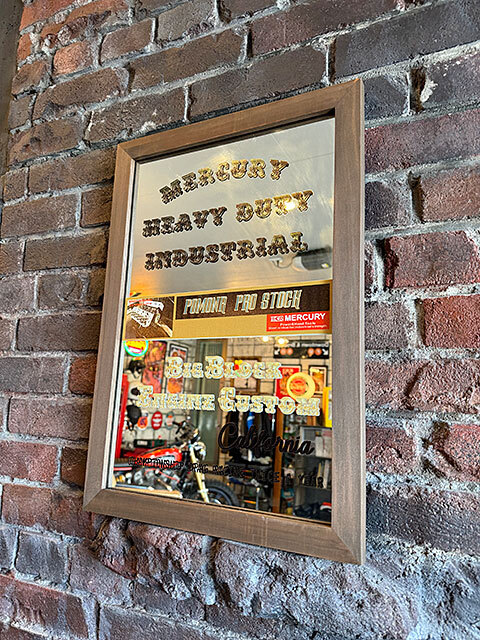 MERCURY
HEAVY DUTY
INDUSTRIAL
POMONA PRO STOCK
MERCURY
BIG BLOCK
ENGINE CUSTOM
California